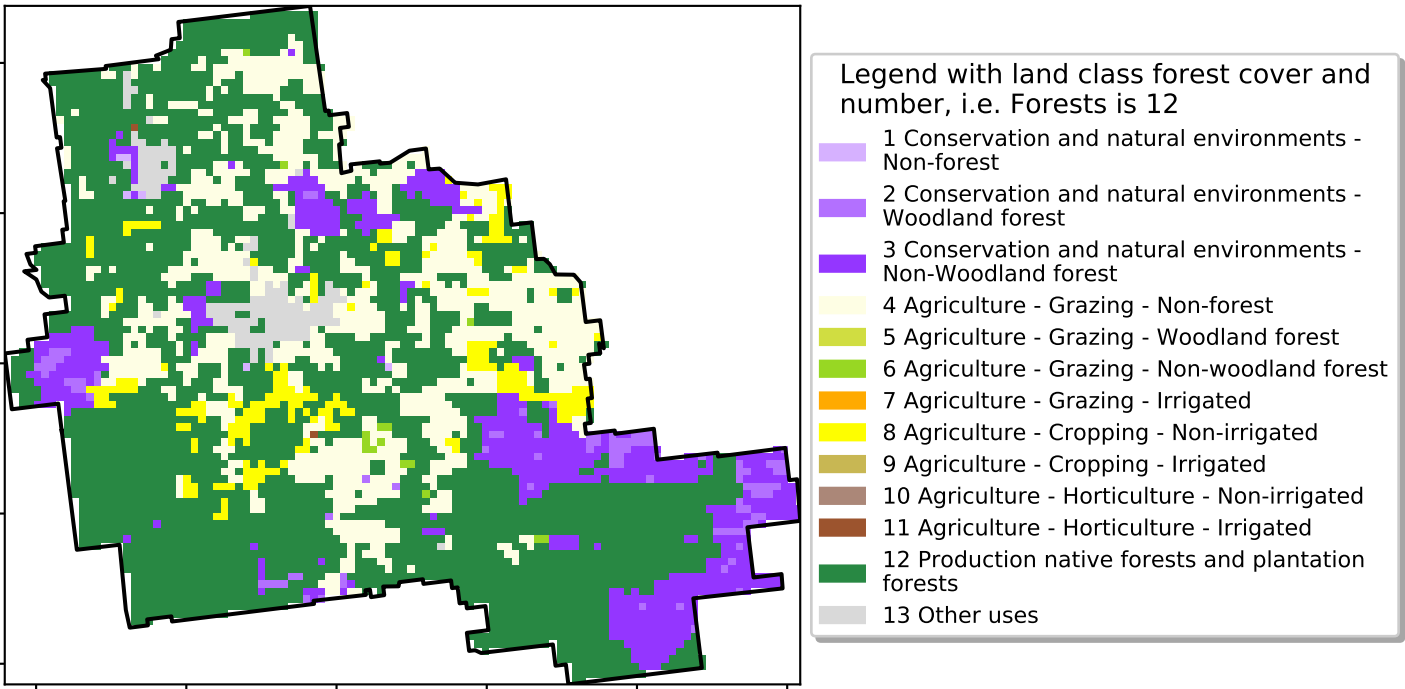 Legend with land class forest cover and
number, i.e. Forests is 12
1 Conservation and natural environments -
Non-forest
2 Conservation and natural environments -
Woodland forest
3 Conservation and natural environments -
Non-Woodland forest
4 Agriculture - Grazing - Non-forest
5 Agriculture - Grazing - Woodland forest
6 Agriculture - Grazing - Non-woodland forest
7 Agriculture - Grazing - Irrigated
8 Agriculture - Cropping - Non-irrigated
9 Agriculture - Cropping - Irrigated
10 Agriculture - Horticulture - Non-irrigated
11 Agriculture - Horticulture - Irrigated
12 Production native forests and plantation
forests
13 Other uses